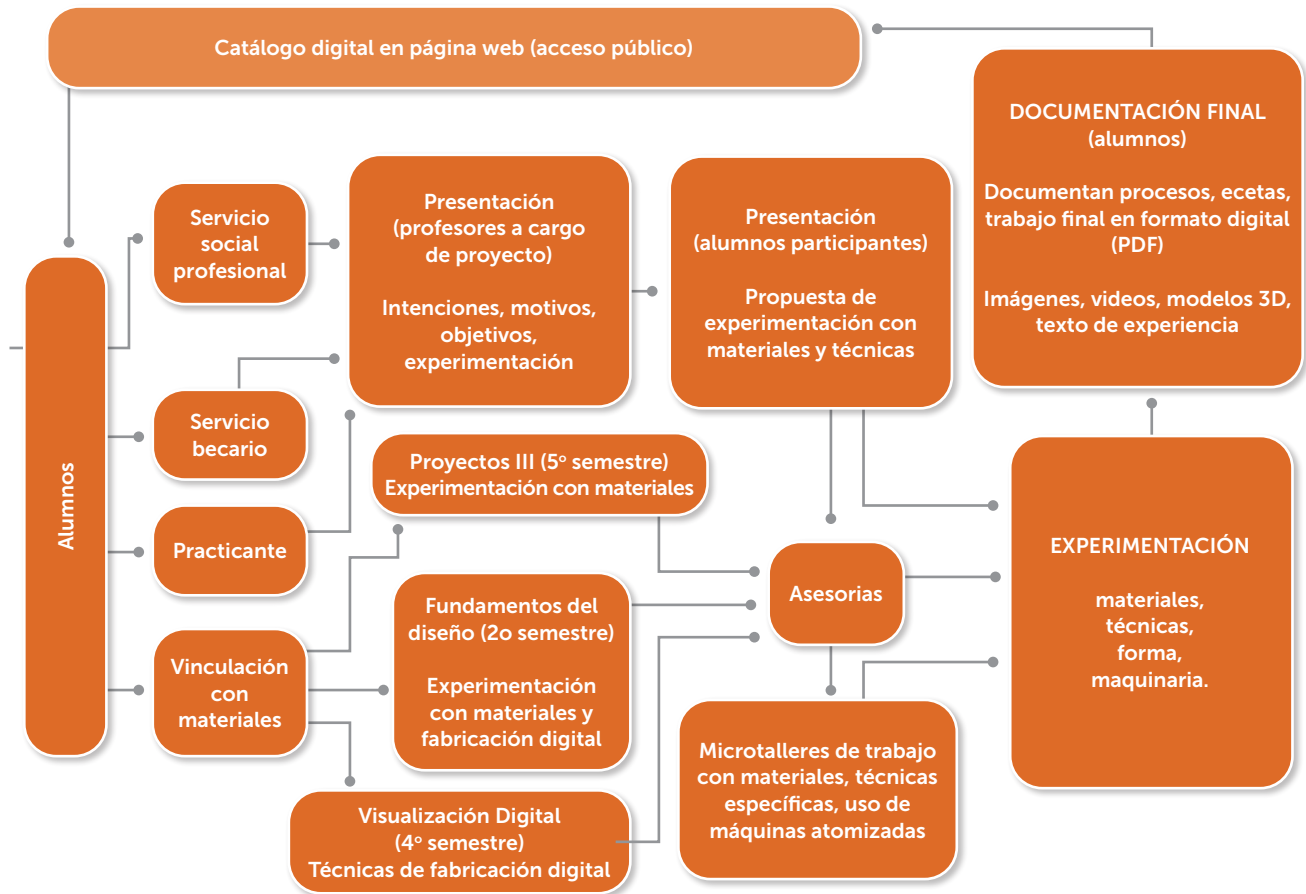 Catálogo digital en página web (acceso público)
DOCUMENTACIÓN FINAL
(alumnos)
Documentan procesos, ecetas,
trabajo final en formato digital
(PDF)
Imágenes, videos, modelos 3D,
texto de experiencia
Servicio
social
profesional
Presentación
(profesores a cargo
de proyecto)
Intenciones, motivos,
objetivos,
experimentación
Presentación
(alumnos participantes)
Propuesta de
experimentación con
materiales y técnicas
Alumnos
Servicio
becario
Proyectos III (5º semestre)
Experimentación con materiales
Practicante
EXPERIMENTACIÓN
materiales,
técnicas,
forma,
maquinaria.
Asesorias
Fundamentos del
diseño (2o semestre)
Experimentación
con materiales y
fabricación digital
Vinculación
con
materiales
Microtalleres de trabajo
con materiales, técnicas
específicas, uso de
máquinas atomizadas
Visualización Digital
(4º semestre)
Técnicas de fabricación digital